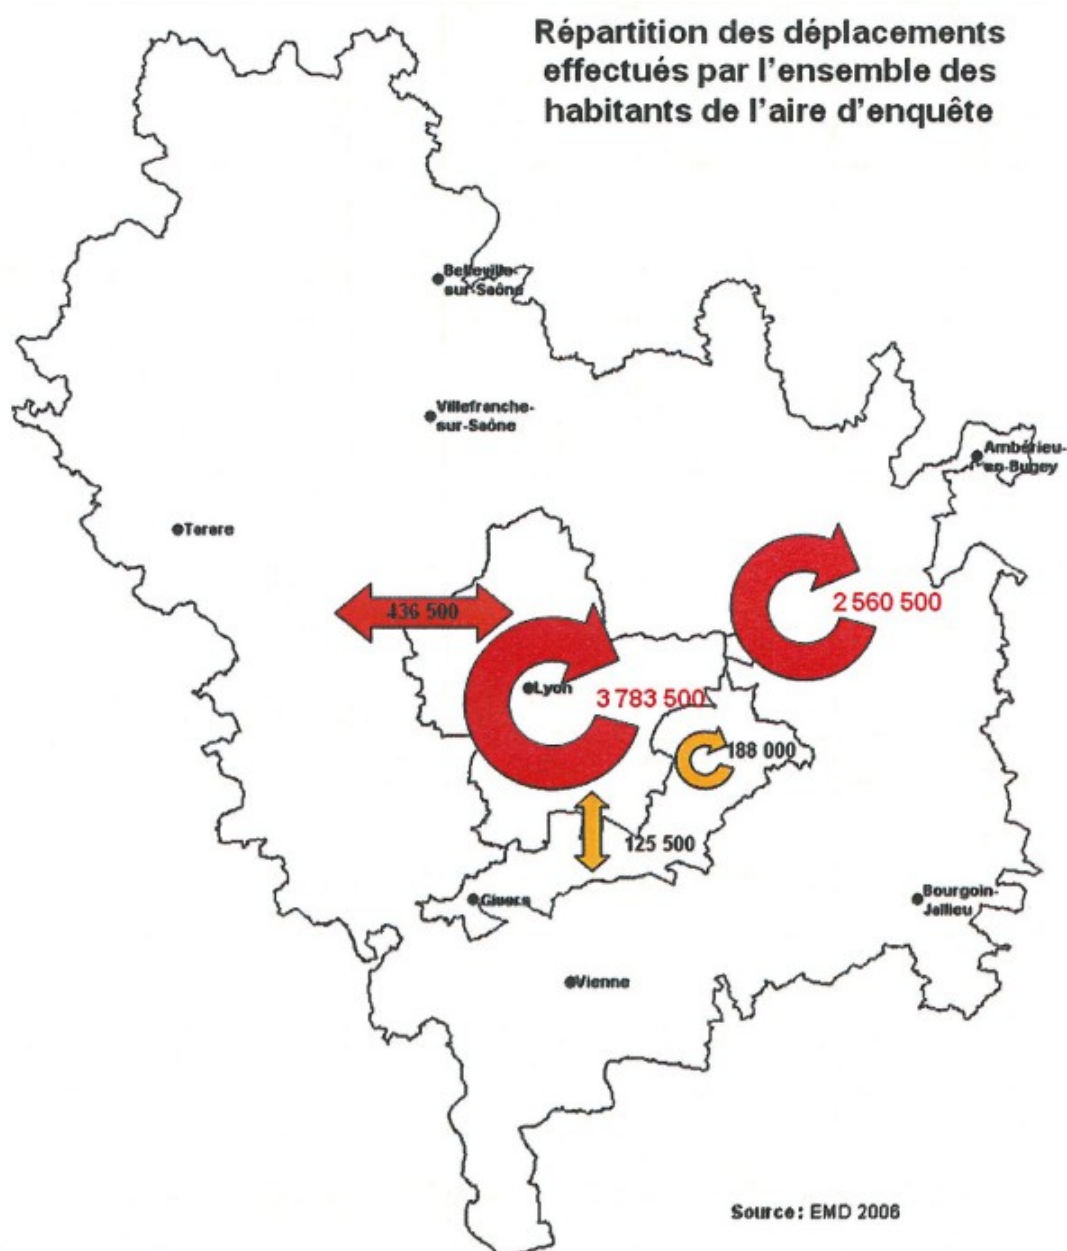 Répartition des déplacements
effectués par l'ensemble des
habitants de l'aire d'enquête
Belleville-
sur-Saône
Villefranche-
sur-Saône
Ambérieu-
en-Bugey
Tarare
2 560 500
436 500
Lyon
3 783 500
188 000
125 500
Givors
Bourgoin-
Jallieu
Vienne
Source : EMD 2006